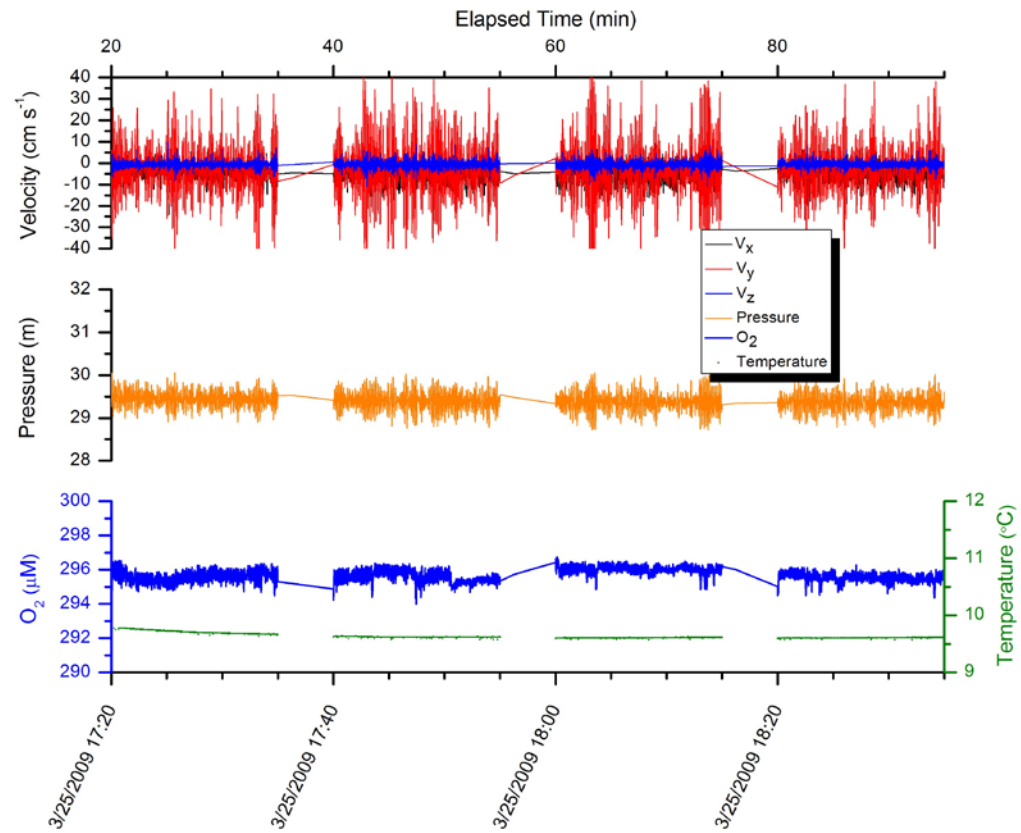 Elapsed Time (min)
20 40 60 80
Velocity (cm s⁻¹)
40
30
20
10
0
-10
-20
-30
-40
Vₓ
Vᵧ
V_z
Pressure
O₂
Temperature
Pressure (m)
32
31
30
29
28
O₂ (μM)
300
298
296
294
292
290
12
11
10
9
Temperature (°C)
3/25/2009 17:20
3/25/2009 17:40
3/25/2009 18:00
3/25/2009 18:20